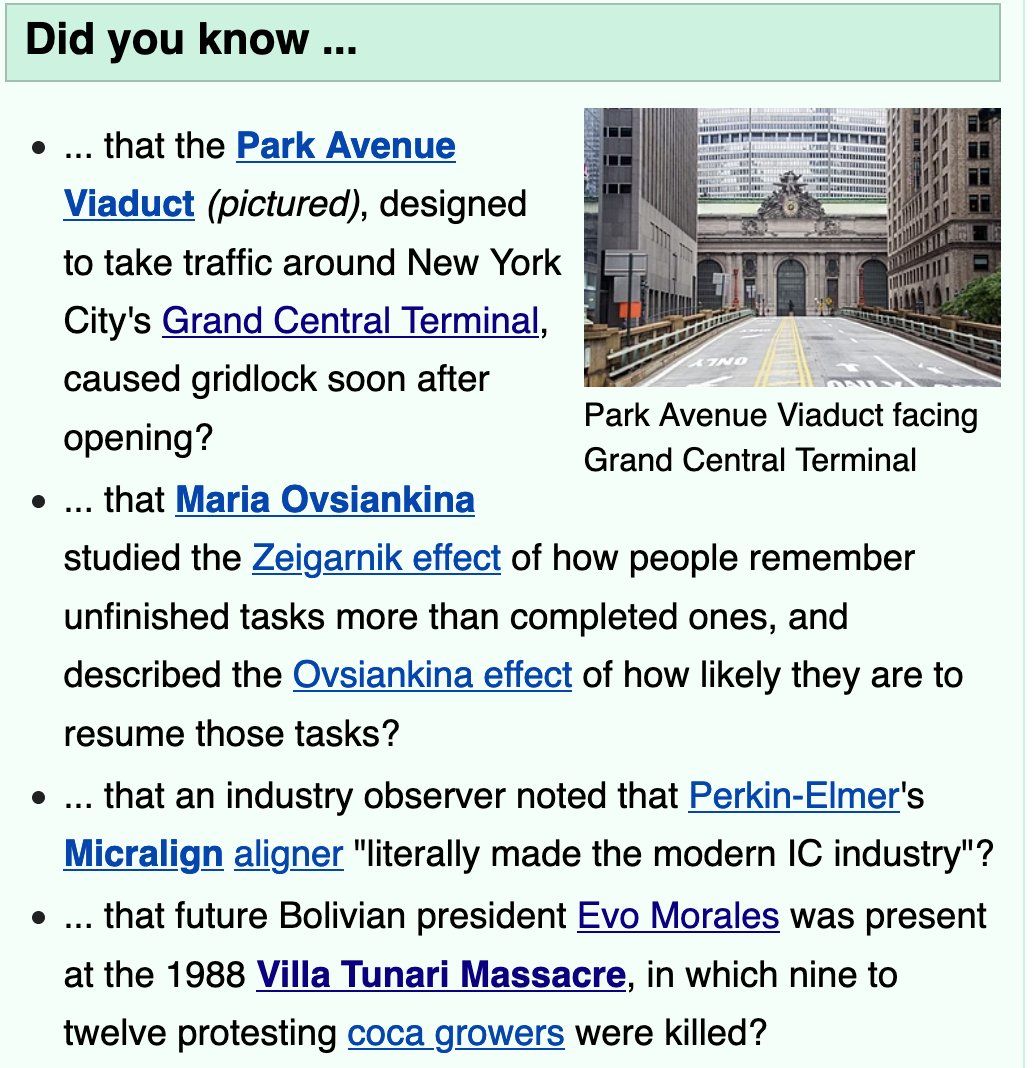 Did you know ...
• ... that the Park Avenue
Viaduct (pictured), designed
to take traffic around New York
City's Grand Central Terminal,
caused gridlock soon after
opening?
ONLY
ONLY
Park Avenue Viaduct facing
Grand Central Terminal
• ... that Maria Ovsiankina
studied the Zeigarnik effect of how people remember
unfinished tasks more than completed ones, and
described the Ovsiankina effect of how likely they are to
resume those tasks?
• ... that an industry observer noted that Perkin-Elmer's
Micralign aligner "literally made the modern IC industry"?
• ... that future Bolivian president Evo Morales was present
at the 1988 Villa Tunari Massacre, in which nine to
twelve protesting coca growers were killed?